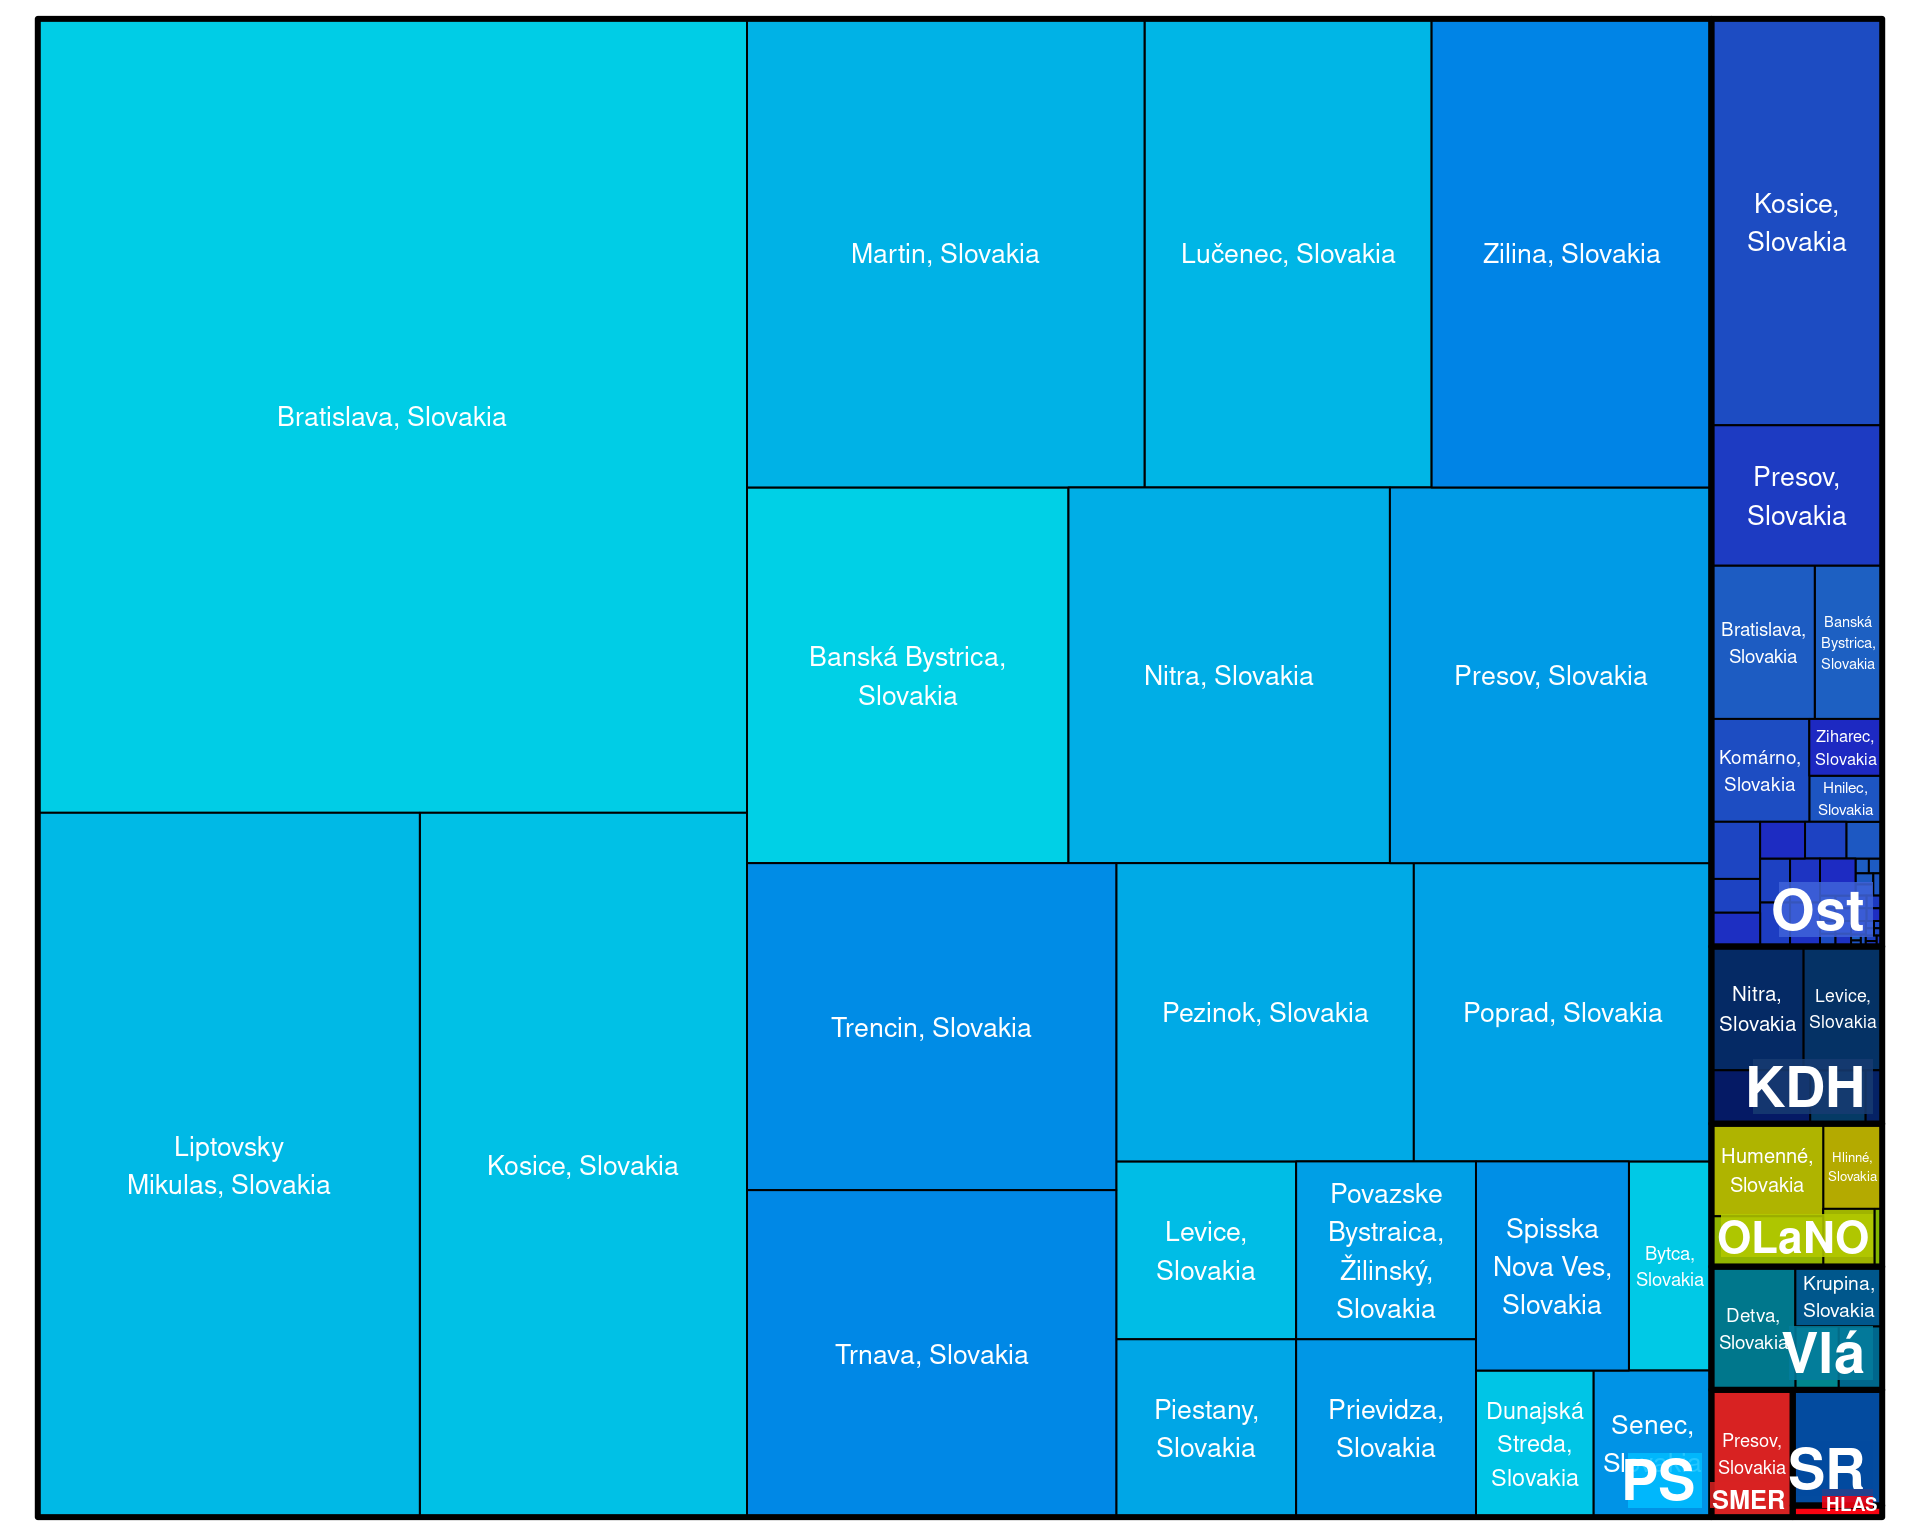 Bratislava, Slovakia
Martin, Slovakia
Lučenec, Slovakia
Zilina, Slovakia
Banská Bystrica,
Slovakia
Nitra, Slovakia
Presov, Slovakia
Liptovsky
Mikulas, Slovakia
Kosice, Slovakia
Trencin, Slovakia
Pezinok, Slovakia
Poprad, Slovakia
Trnava, Slovakia
Levice,
Slovakia
Povazske
Bystraica,
Žilinský,
Slovakia
Spisska
Nova Ves,
Slovakia
Bytca,
Slovakia
Piestany,
Slovakia
Prievidza,
Slovakia
Dunajská
Streda,
Slovakia
Senec,
Slovakia
PS
Kosice,
Slovakia
Presov,
Slovakia
Bratislava,
Slovakia
Banská
Bystrica,
Slovakia
Komárno,
Slovakia
Ziharec,
Slovakia
Hnilec,
Slovakia
Ost
Nitra,
Slovakia
Levice,
Slovakia
KDH
Humenné,
Slovakia
Hlinné,
Slovakia
OLaNO
Detva,
Slovakia
Krupina,
Slovakia
Vlá
Presov,
Slovakia
SMER
SR
HLAS